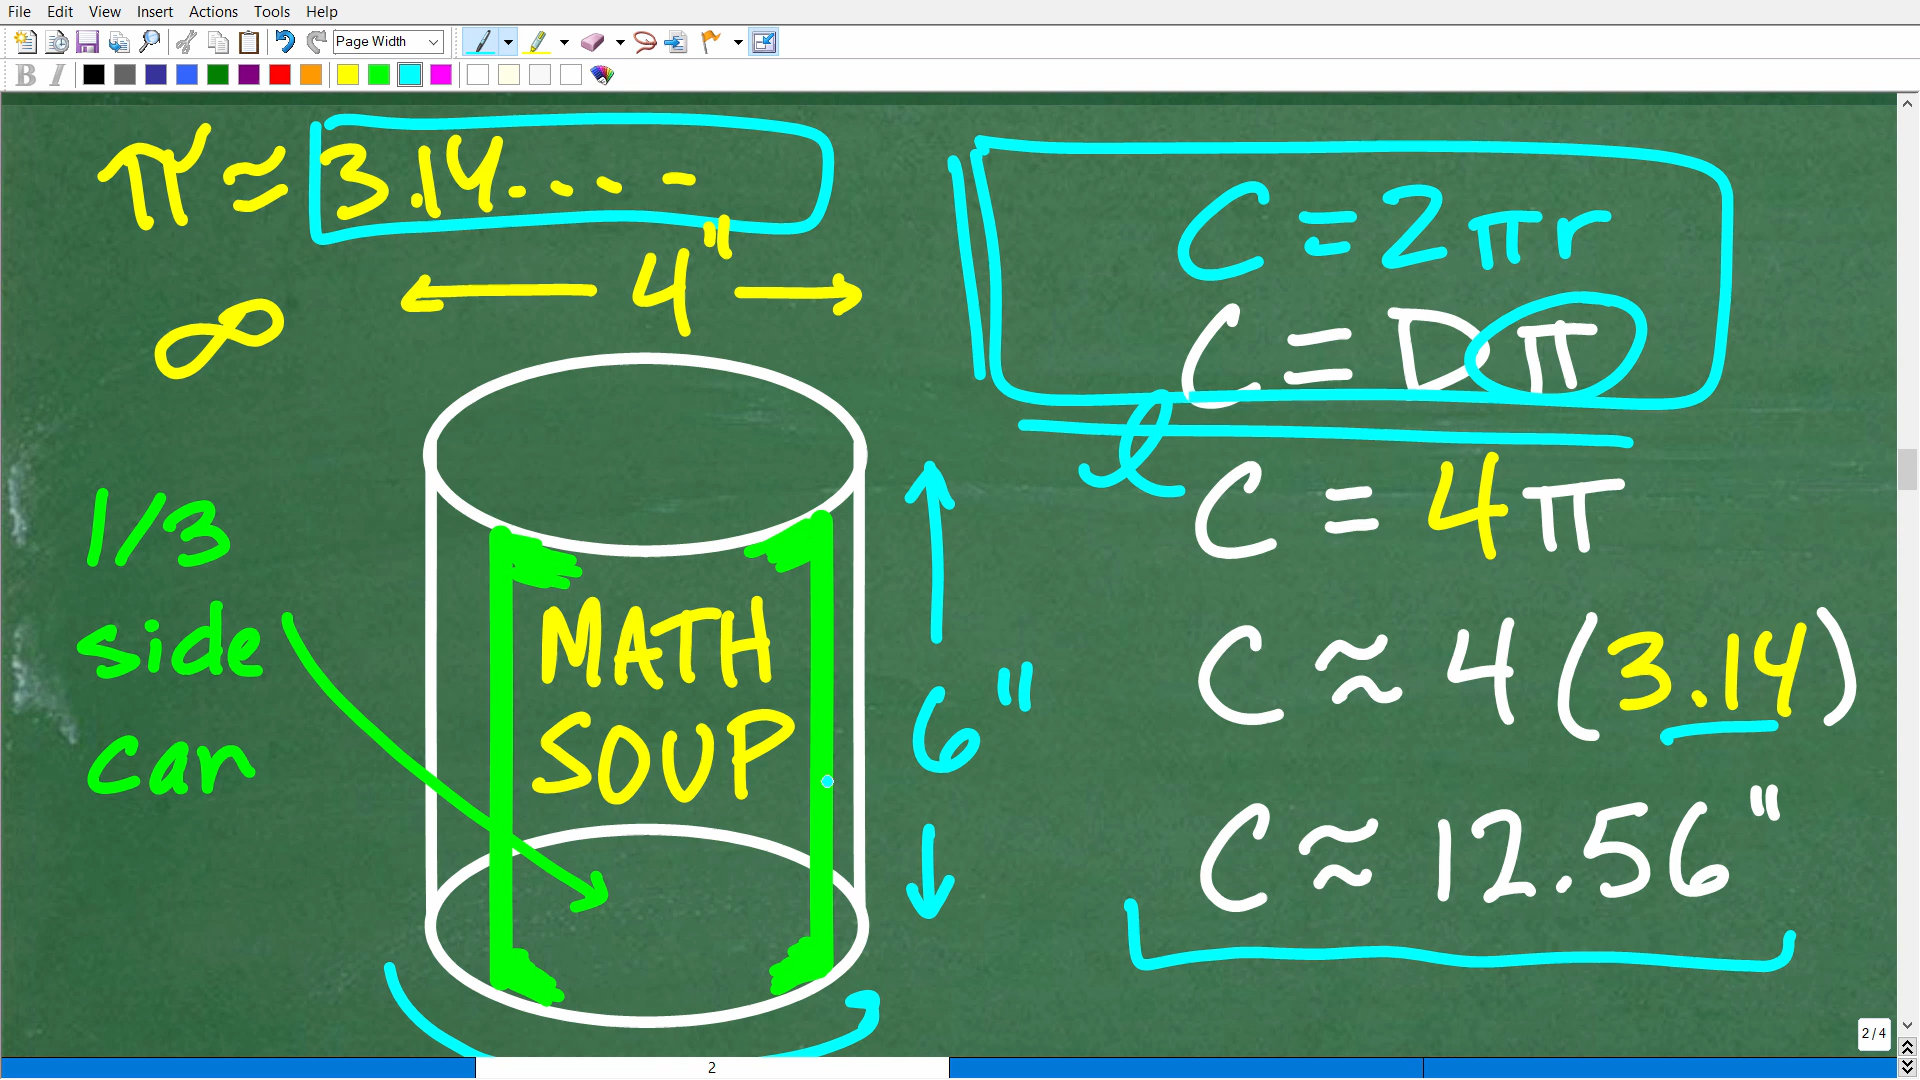 File Edit View Insert Actions Tools Help
Page Width
B I
π ≈ 3.14....-
4"
∞
1/3
side
can
MATH
SOUP
6"
C = 2πr
C = Dπ
C = 4π
C ≈ 4(3.14)
C ≈ 12.56"
2 / 4
2